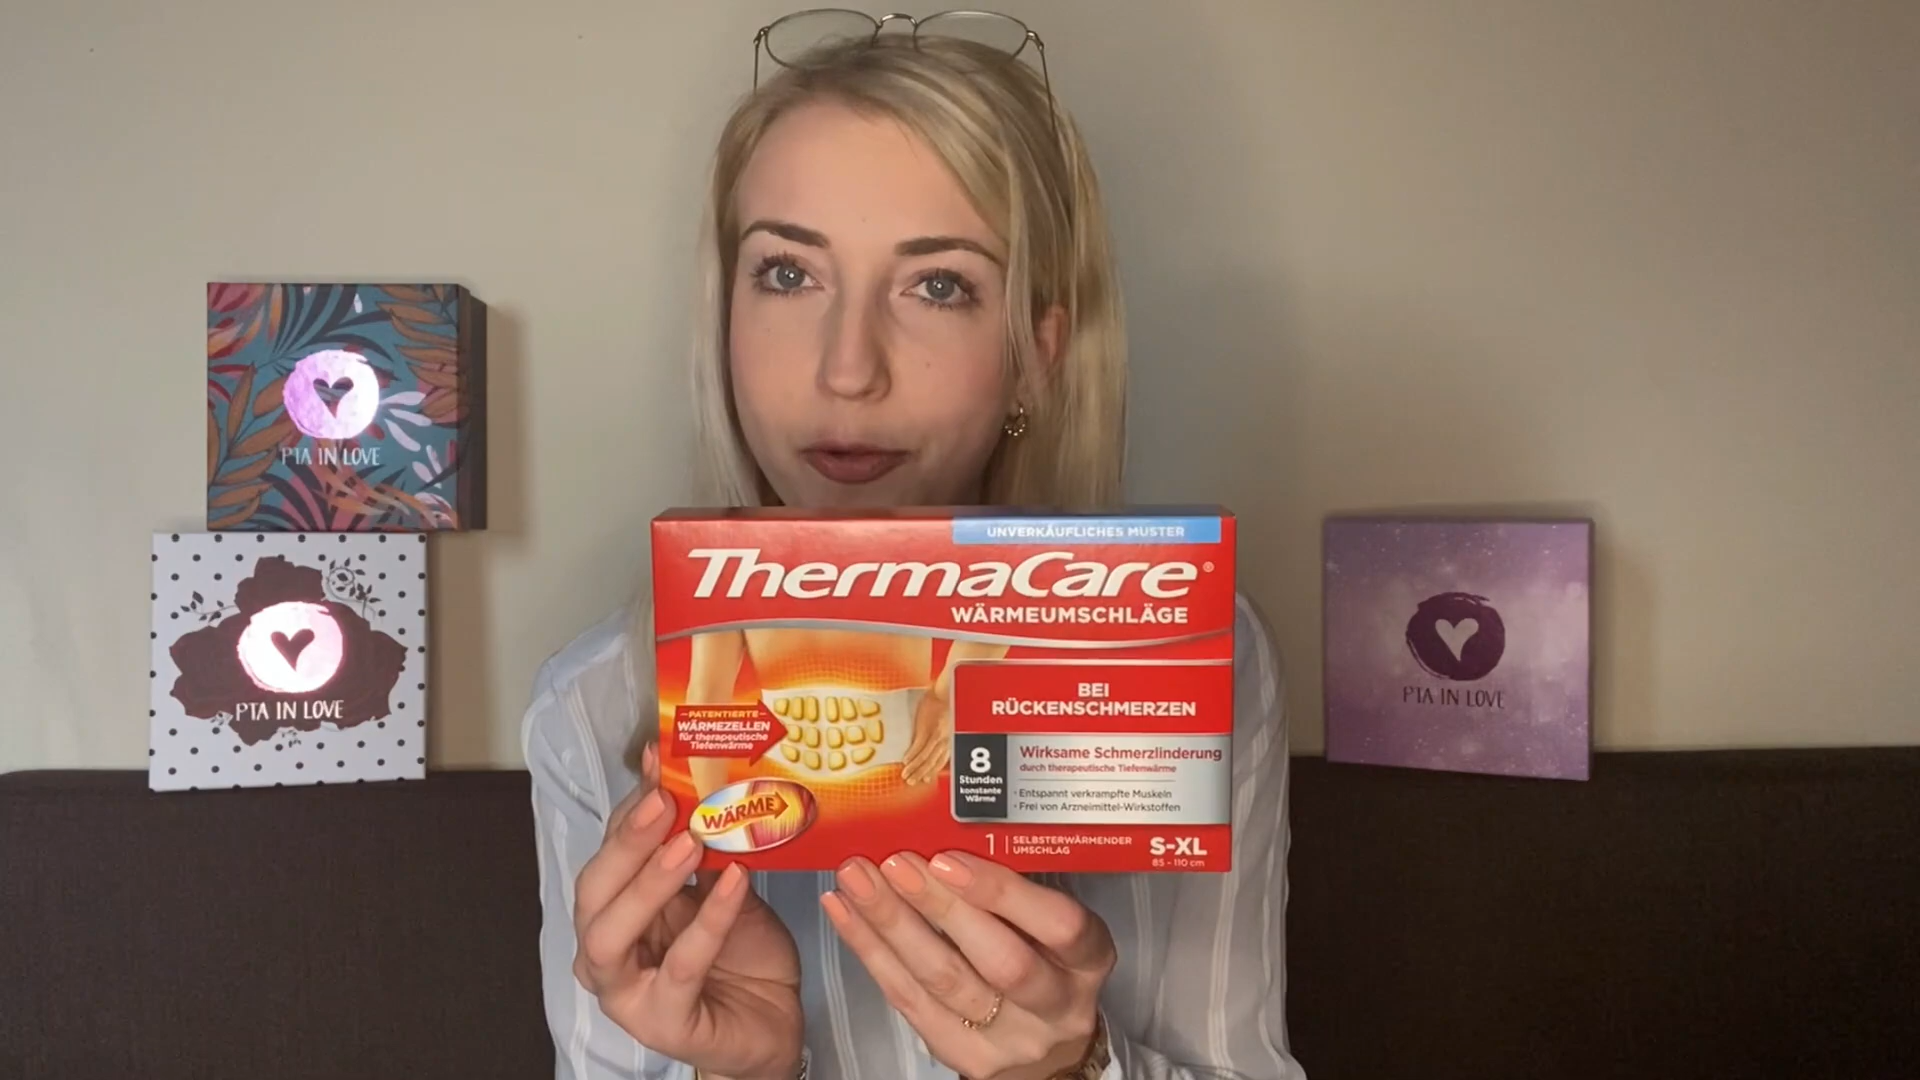 PTA IN LOVE
PTA IN LOVE
UNVERKÄUFLICHES MUSTER
ThermaCare®
WÄRMEUMSCHLÄGE
PATENTIERTE
WÄRMEZELLEN
für therapeutische
Tiefenwärme
WÄRME
BEI
RÜCKENSCHMERZEN
8
Stunden
konstante
Wärme
Wirksame Schmerzlinderung
durch therapeutische Tiefenwärme
· Entspannt verkrampfte Muskeln
· Frei von Arzneimittel-Wirkstoffen
1 SELBSTERWÄRMENDER
UMSCHLAG
S-XL
85 - 110 cm
PTA IN LOVE